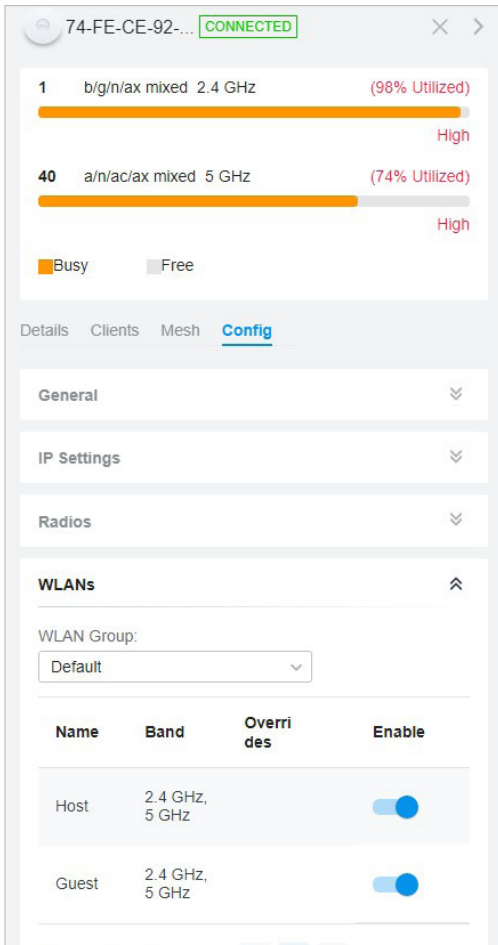 74-FE-CE-92-... CONNECTED
1 b/g/n/ax mixed 2.4 GHz (98% Utilized)
High
40 a/n/ac/ax mixed 5 GHz (74% Utilized)
High
Busy Free
Details Clients Mesh Config
General
IP Settings
Radios
WLANs
WLAN Group:
Default
Name Band Overri
des Enable
Host 2.4 GHz,
5 GHz
Guest 2.4 GHz,
5 GHz